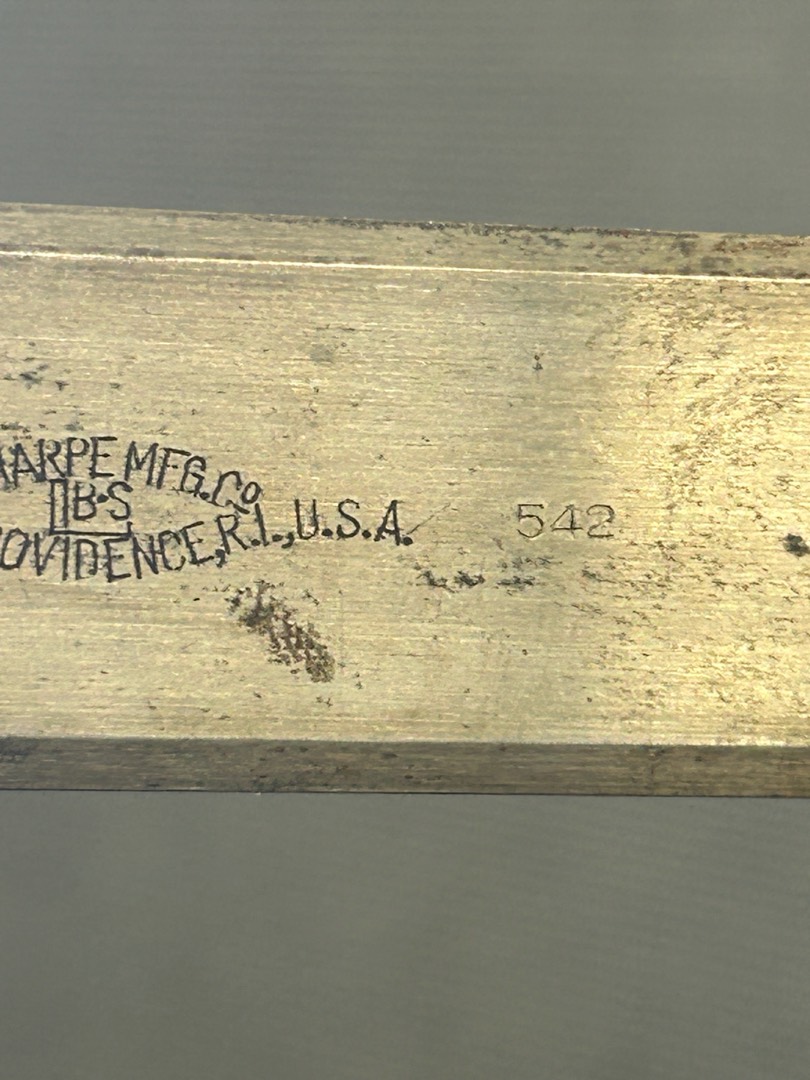 HARPE MFG. Co
B·S
OVIDENCE, R.I., U.S.A. 542